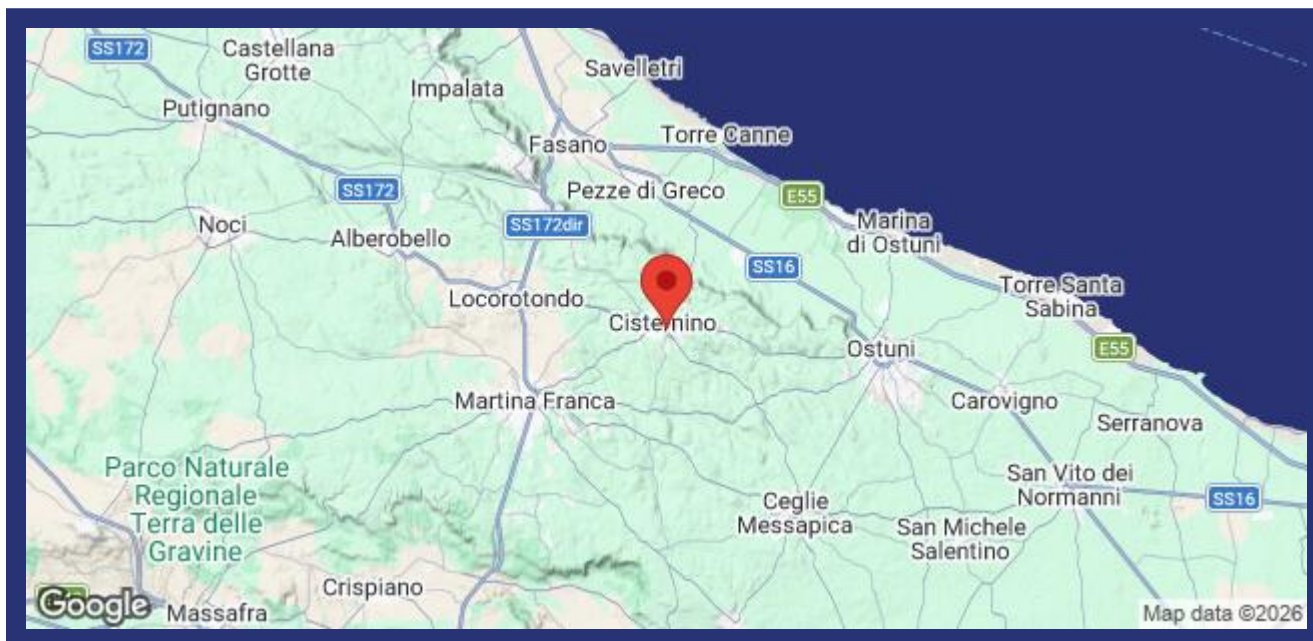 SS172
Castellana
Grotte
Savelletri
Impalata
Putignano
Fasano
Torre Canne
SS172
Pezze di Greco
E55
Noci
SS172dir
Alberobello
Marina
di Ostuni
SS16
Locorotondo
Torre Santa
Sabina
Cisternino
Ostuni
E55
Martina Franca
Carovigno
Serranova
Parco Naturale
Regionale
Terra delle
Gravine
San Vito dei
Normanni
Ceglie
Messapica
SS16
San Michele
Salentino
Crispiano
Google
Massafra
Map data ©2026